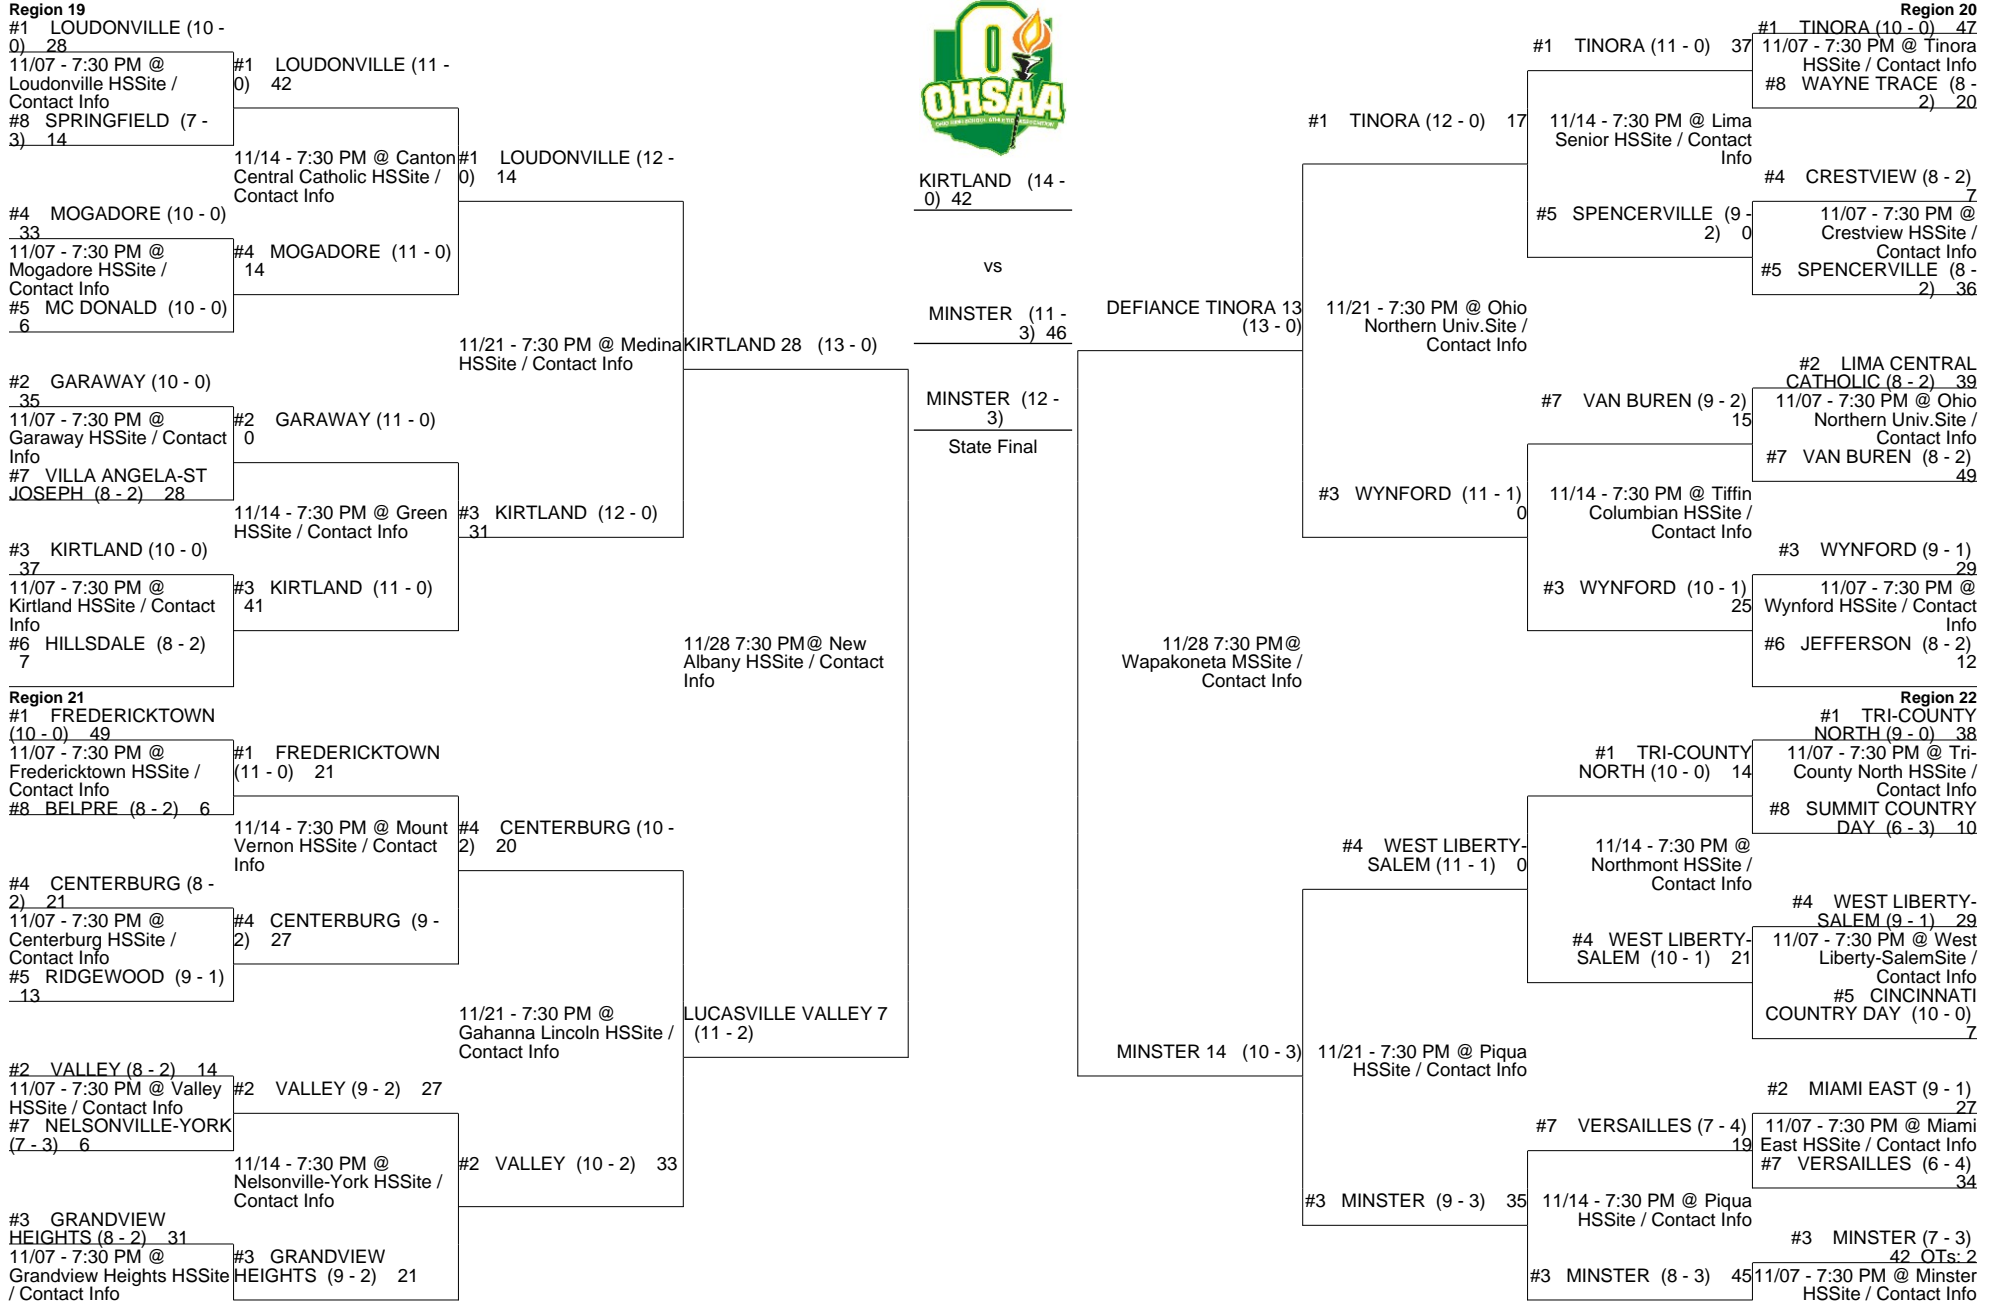 Region 19
#1 LOUDONVILLE (10 -
0) 28
11/07 - 7:30 PM @
Loudonville HSSite /
Contact Info
#8 SPRINGFIELD (7 -
3) 14
#4 MOGADORE (10 - 0)
33
11/07 - 7:30 PM @
Mogadore HSSite /
Contact Info
#5 MC DONALD (10 - 0)
6
#2 GARAWAY (10 - 0)
35
11/07 - 7:30 PM @
Garaway HSSite / Contact
Info
#7 VILLA ANGELA-ST
JOSEPH (8 - 2) 28
#3 KIRTLAND (10 - 0)
37
11/07 - 7:30 PM @
Kirtland HSSite / Contact
Info
#6 HILLSDALE (8 - 2)
7
#1 LOUDONVILLE (11 -
0) 42
11/14 - 7:30 PM @ Canton
Central Catholic HSSite /
Contact Info
#4 MOGADORE (11 - 0)
14
#2 GARAWAY (11 - 0)
0
11/14 - 7:30 PM @ Green
HSSite / Contact Info
#3 KIRTLAND (11 - 0)
41
#1 LOUDONVILLE (12 -
0) 14
11/21 - 7:30 PM @ Medina
HSSite / Contact Info
#3 KIRTLAND (12 - 0)
31
KIRTLAND 28 (13 - 0)
11/28 7:30 PM@ New
Albany HSSite / Contact
Info
Region 21
#1 FREDERICKTOWN
(10 - 0) 49
11/07 - 7:30 PM @
Fredericktown HSSite /
Contact Info
#8 BELPRE (8 - 2) 6
#4 CENTERBURG (8 -
2) 21
11/07 - 7:30 PM @
Centerburg HSSite /
Contact Info
#5 RIDGEWOOD (9 - 1)
13
#2 VALLEY (8 - 2) 14
11/07 - 7:30 PM @ Valley
HSSite / Contact Info
#7 NELSONVILLE-YORK
(7 - 3) 6
#3 GRANDVIEW
HEIGHTS (8 - 2) 31
11/07 - 7:30 PM @
Grandview Heights HSSite
/ Contact Info
#1 FREDERICKTOWN
(11 - 0) 21
11/14 - 7:30 PM @ Mount
Vernon HSSite / Contact
Info
#4 CENTERBURG (9 -
2) 27
#2 VALLEY (9 - 2) 27
11/14 - 7:30 PM @
Nelsonville-York HSSite /
Contact Info
#3 GRANDVIEW
HEIGHTS (9 - 2) 21
#4 CENTERBURG (10 -
2) 20
11/21 - 7:30 PM @
Gahanna Lincoln HSSite /
Contact Info
#2 VALLEY (10 - 2) 33
LUCASVILLE VALLEY 7
(11 - 2)
OHSAA
KIRTLAND (14 -
0) 42
vs
MINSTER (11 -
3) 46
MINSTER (12 -
3)
State Final
Region 20
#1 TINORA (10 - 0) 47
11/07 - 7:30 PM @ Tinora
HSSite / Contact Info
#8 WAYNE TRACE (8 -
2) 20
#4 CRESTVIEW (8 - 2)
7
11/07 - 7:30 PM @
Crestview HSSite /
Contact Info
#5 SPENCERVILLE (8 -
2) 36
#2 LIMA CENTRAL
CATHOLIC (8 - 2) 39
11/07 - 7:30 PM @ Ohio
Northern Univ.Site /
Contact Info
#7 VAN BUREN (8 - 2)
49
#3 WYNFORD (9 - 1)
29
11/07 - 7:30 PM @
Wynford HSSite / Contact
Info
#6 JEFFERSON (8 - 2)
12
#1 TINORA (11 - 0) 37
11/14 - 7:30 PM @ Lima
Senior HSSite / Contact
Info
#5 SPENCERVILLE (9 -
2) 0
#7 VAN BUREN (9 - 2)
15
11/14 - 7:30 PM @ Tiffin
Columbian HSSite /
Contact Info
#3 WYNFORD (10 - 1)
25
#1 TINORA (12 - 0) 17
11/21 - 7:30 PM @ Ohio
Northern Univ.Site /
Contact Info
#3 WYNFORD (11 - 1)
0
DEFIANCE TINORA 13
(13 - 0)
11/28 7:30 PM@
Wapakoneta MSSite /
Contact Info
Region 22
#1 TRI-COUNTY
NORTH (9 - 0) 38
11/07 - 7:30 PM @ Tri-
County North HSSite /
Contact Info
#8 SUMMIT COUNTRY
DAY (6 - 3) 10
#4 WEST LIBERTY-
SALEM (9 - 1) 29
11/07 - 7:30 PM @ West
Liberty-SalemSite /
Contact Info
#5 CINCINNATI
COUNTRY DAY (10 - 0)
7
#2 MIAMI EAST (9 - 1)
27
11/07 - 7:30 PM @ Miami
East HSSite / Contact Info
#7 VERSAILLES (6 - 4)
34
#3 MINSTER (7 - 3)
42 OTs: 2
11/07 - 7:30 PM @ Minster
HSSite / Contact Info
#1 TRI-COUNTY
NORTH (10 - 0) 14
11/14 - 7:30 PM @
Northmont HSSite /
Contact Info
#4 WEST LIBERTY-
SALEM (10 - 1) 21
#7 VERSAILLES (7 - 4)
19
11/14 - 7:30 PM @ Piqua
HSSite / Contact Info
#3 MINSTER (8 - 3) 45
#4 WEST LIBERTY-
SALEM (11 - 1) 0
11/21 - 7:30 PM @ Piqua
HSSite / Contact Info
#3 MINSTER (9 - 3) 35
MINSTER 14 (10 - 3)